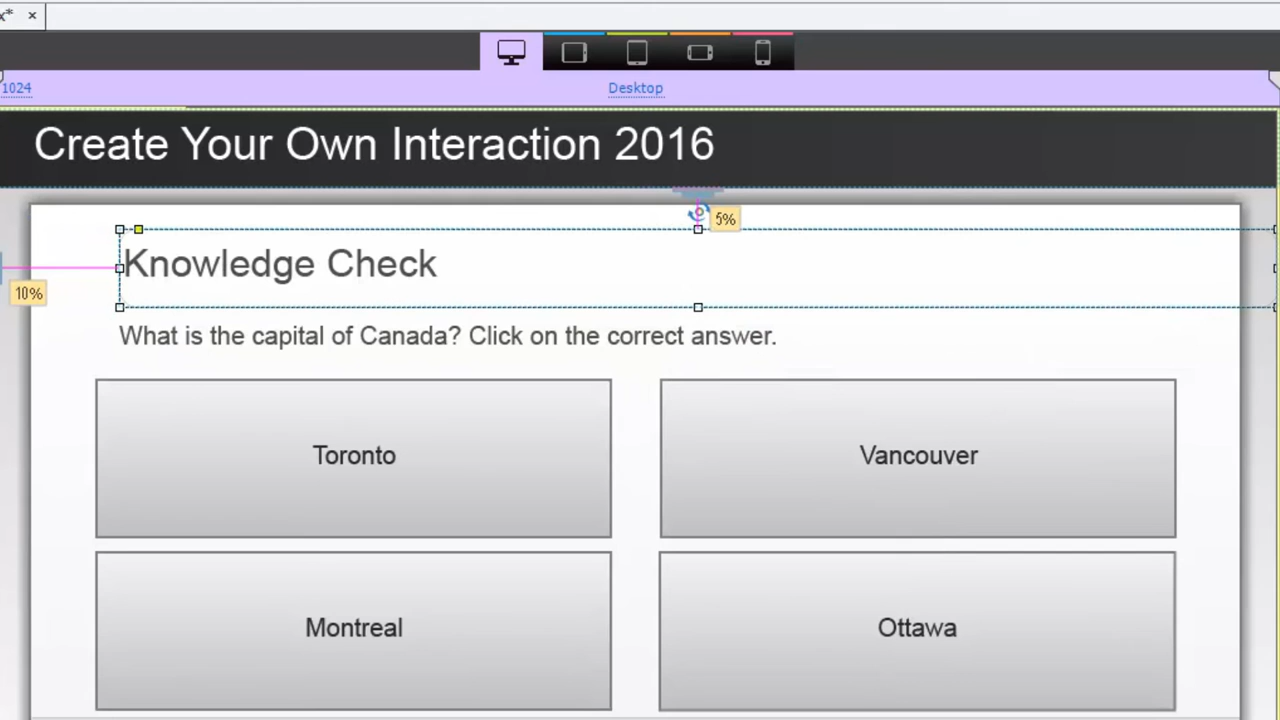 x*
1024
Desktop
Create Your Own Interaction 2016
5%
Knowledge Check
10%
What is the capital of Canada? Click on the correct answer.
Toronto
Vancouver
Montreal
Ottawa